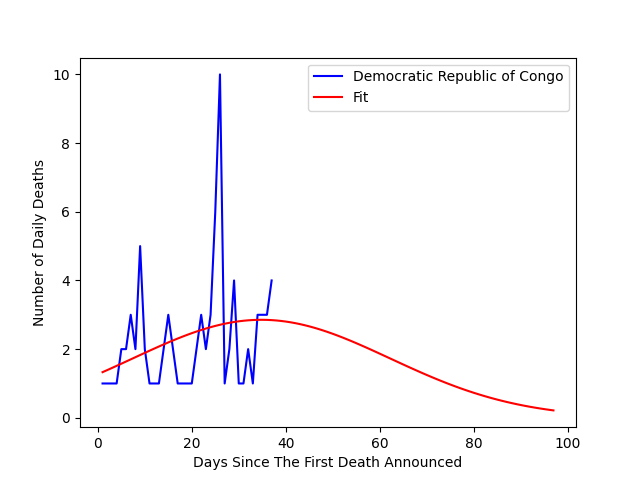 Democratic Republic of Congo
Fit
Number of Daily Deaths
10
8
6
4
2
0
0 20 40 60 80 100
Days Since The First Death Announced